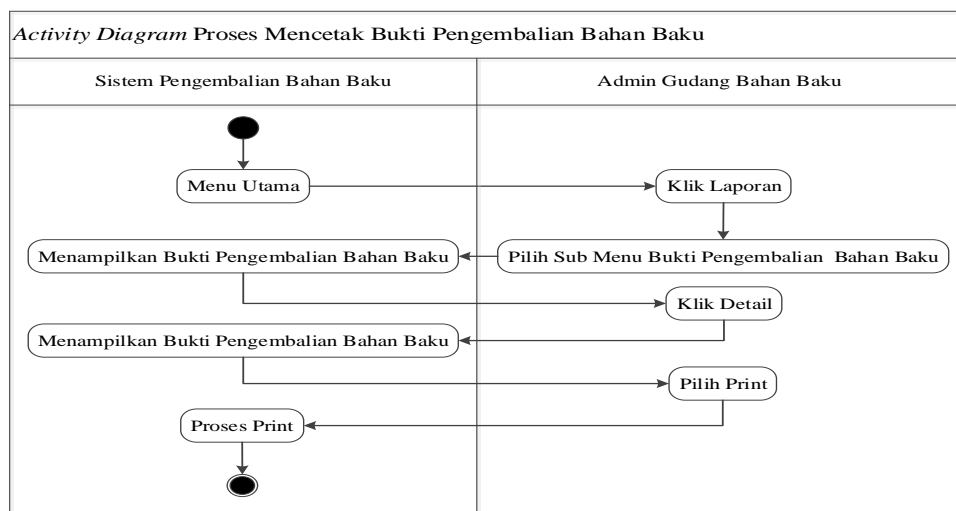 Activity Diagram Proses Mencetak Bukti Pengembalian Bahan Baku
Sistem Pengembalian Bahan Baku
Admin Gudang Bahan Baku
Menu Utama
Klik Laporan
Menampilkan Bukti Pengembalian Bahan Baku
Pilih Sub Menu Bukti Pengembalian Bahan Baku
Klik Detail
Menampilkan Bukti Pengembalian Bahan Baku
Pilih Print
Proses Print